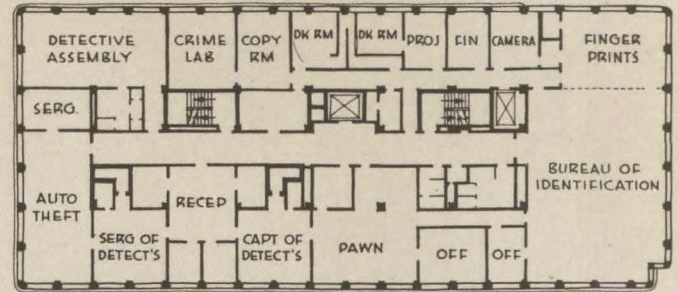 DETECTIVE
ASSEMBLY
CRIME
LAB
COPY
RM
DK RM
DK RM
PROJ
FIN
CAMERA
FINGER
PRINTS
SERG.
AUTO
THEFT
SERG OF
DETECT'S
RECEP
CAPT OF
DETECT'S
PAWN
OFF
OFF
BUREAU OF
IDENTIFICATION